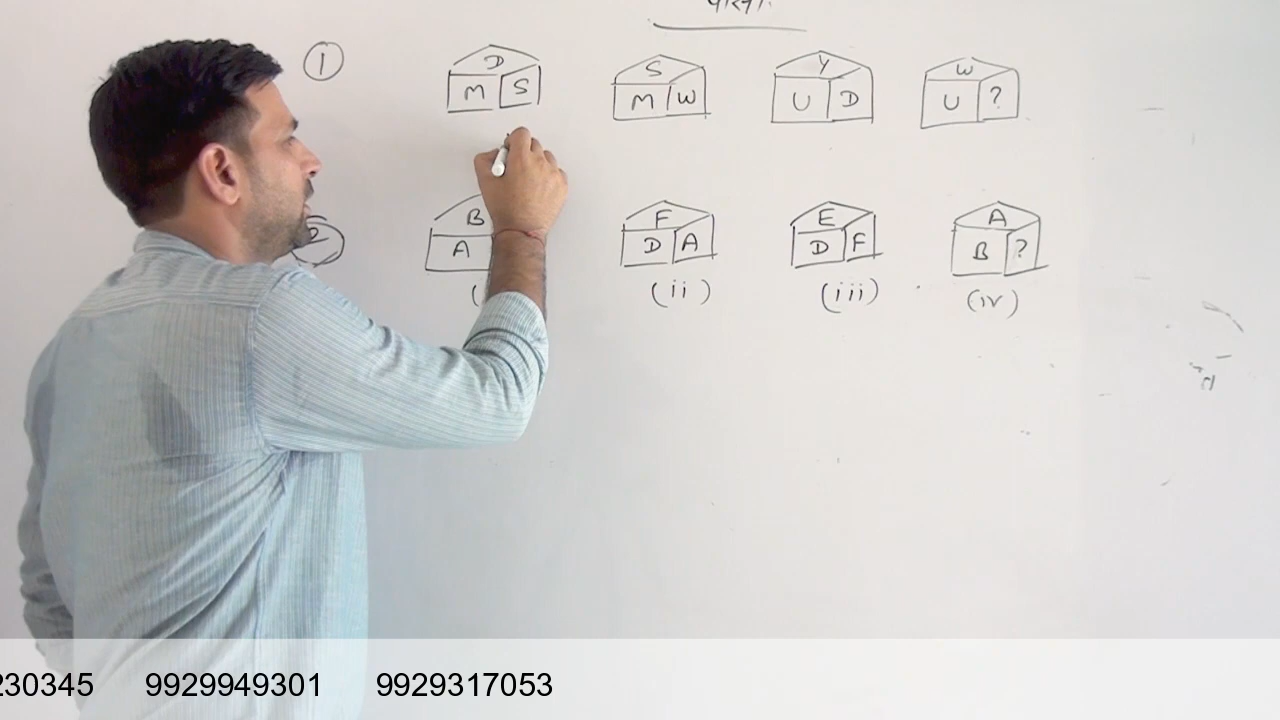 पासा
① D M S S M W Y U D W U ?
② B A F D A E D F A B ?
( (ii) (iii) (iv)
230345 9929949301 9929317053